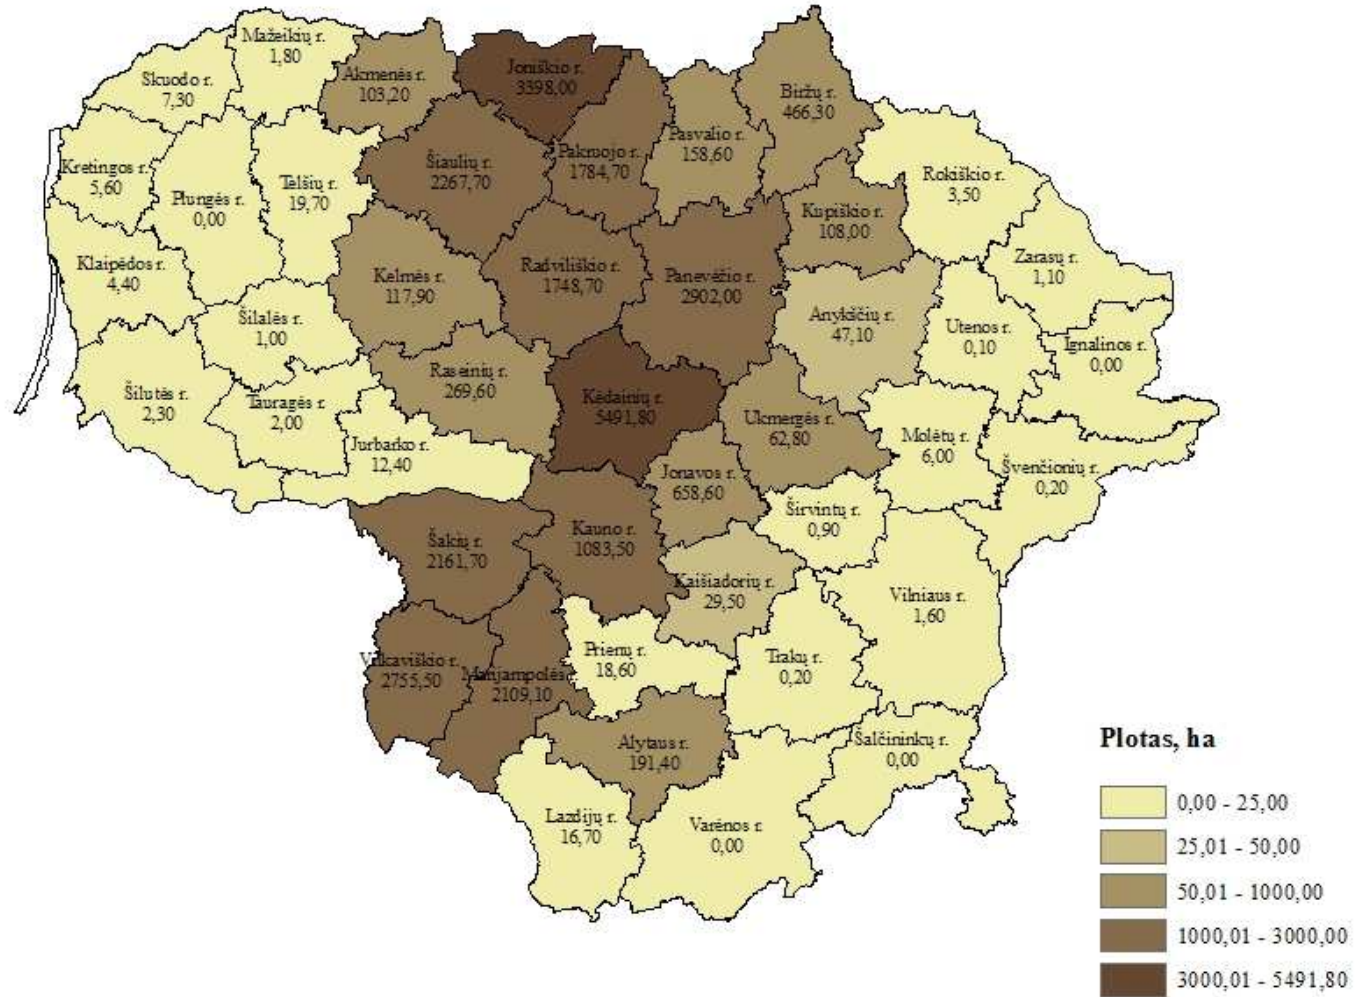 Mažeikių r.
1,80
Skuodo r.
7,30
Akmenės r.
103,20
Joniškio r.
3398,00
Biržų r.
466,30
Pasvalio r.
158,60
Pakruojo r.
1784,70
Šiaulių r.
2267,70
Kretingos r.
5,60
Plungės r.
0,00
Telšių r.
19,70
Rokiškio r.
3,50
Kupiškio r.
108,00
Klaipėdos r.
4,40
Kelmės r.
117,90
Radviliškio r.
1748,70
Panevėžio r.
2902,00
Zarasų r.
1,10
Anykščių r.
47,10
Utenos r.
0,10
Ignalinos r.
0,00
Šilalės r.
1,00
Šilutės r.
2,30
Tauragės r.
2,00
Raseinių r.
269,60
Kėdainių r.
5491,80
Ukmergės r.
62,80
Molėtų r.
6,00
Jurbarko r.
12,40
Švenčionių r.
0,20
Jonavos r.
658,60
Širvintų r.
0,90
Šakių r.
2161,70
Kauno r.
1083,50
Kaišiadorių r.
29,50
Vilniaus r.
1,60
Vilkaviškio r.
2755,50
Marijampolės r.
2109,10
Prienų r.
18,60
Trakų r.
0,20
Alytaus r.
191,40
Šalčininkų r.
0,00
Lazdijų r.
16,70
Varėnos r.
0,00
Plotas, ha
0,00 - 25,00
25,01 - 50,00
50,01 - 1000,00
1000,01 - 3000,00
3000,01 - 5491,80